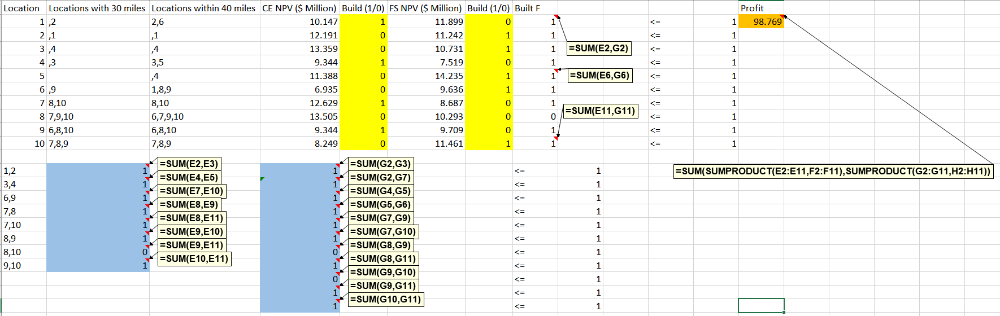 Location Locations with 30 miles Locations within 40 miles CE NPV ($ Million) Build (1/0) FS NPV ($ Million) Build (1/0) Built F Profit
1 ,2 2,6 10.147 1 11.899 0 1 <= 1 98.769
2 ,1 ,1 12.191 0 11.242 1 1 <= 1
3 ,4 ,4 13.359 0 10.731 1 1 =SUM(E2,G2) <= 1
4 ,3 3,5 9.344 1 7.519 0 1 <= 1
5 ,4 11.388 0 14.235 1 1 =SUM(E6,G6) <= 1
6 ,9 1,8,9 6.935 0 9.636 1 1 <= 1
7 8,10 8,10 12.629 1 8.687 0 1 <= 1
8 7,9,10 6,7,9,10 13.505 0 10.293 0 0 =SUM(E11,G11) <= 1
9 6,8,10 6,8,10 9.344 1 9.709 0 1 <= 1
10 7,8,9 7,8,9 8.249 0 11.461 1 1 <= 1
1,2 1 =SUM(E2,E3) 1 =SUM(G2,G3) <= 1 =SUM(SUMPRODUCT(E2:E11,F2:F11),SUMPRODUCT(G2:G11,H2:H11))
3,4 1 =SUM(E4,E5) 1 =SUM(G2,G7) <= 1
6,9 1 =SUM(E7,E10) 1 =SUM(G4,G5) <= 1
7,8 1 =SUM(E8,E9) 1 =SUM(G5,G6) <= 1
7,10 1 =SUM(E8,E11) 1 =SUM(G7,G9) <= 1
8,9 1 =SUM(E9,E10) 1 =SUM(G7,G10) <= 1
8,10 0 =SUM(E9,E11) 0 =SUM(G8,G9) <= 1
9,10 1 =SUM(E10,E11) 1 =SUM(G8,G11) <= 1
0 =SUM(G9,G10) <= 1
1 =SUM(G9,G11) <= 1
1 =SUM(G10,G11) <= 1